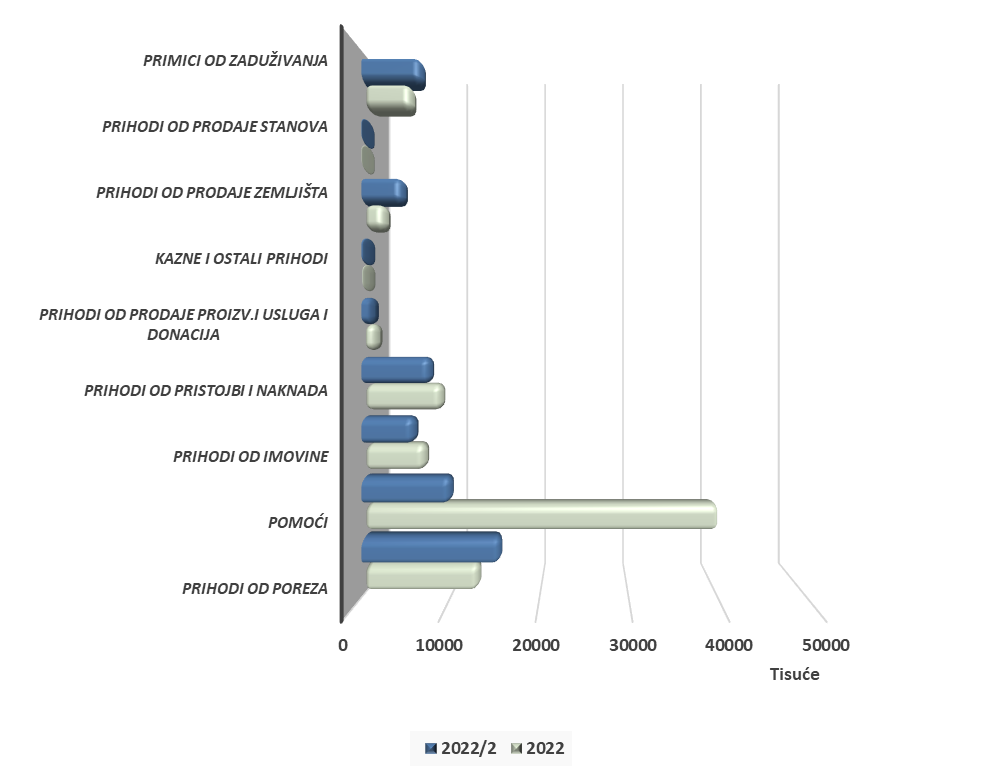 PRIMICI OD ZADUŽIVANJA
PRIHODI OD PRODAJE STANOVA
PRIHODI OD PRODAJE ZEMLJIŠTA
KAZNE I OSTALI PRIHODI
PRIHODI OD PRODAJE PROIZV.I USLUGA I
DONACIJA
PRIHODI OD PRISTOJBI I NAKNADA
PRIHODI OD IMOVINE
POMOĆI
PRIHODI OD POREZA
0 10000 20000 30000 40000 50000
Tisuće
2022/2 2022